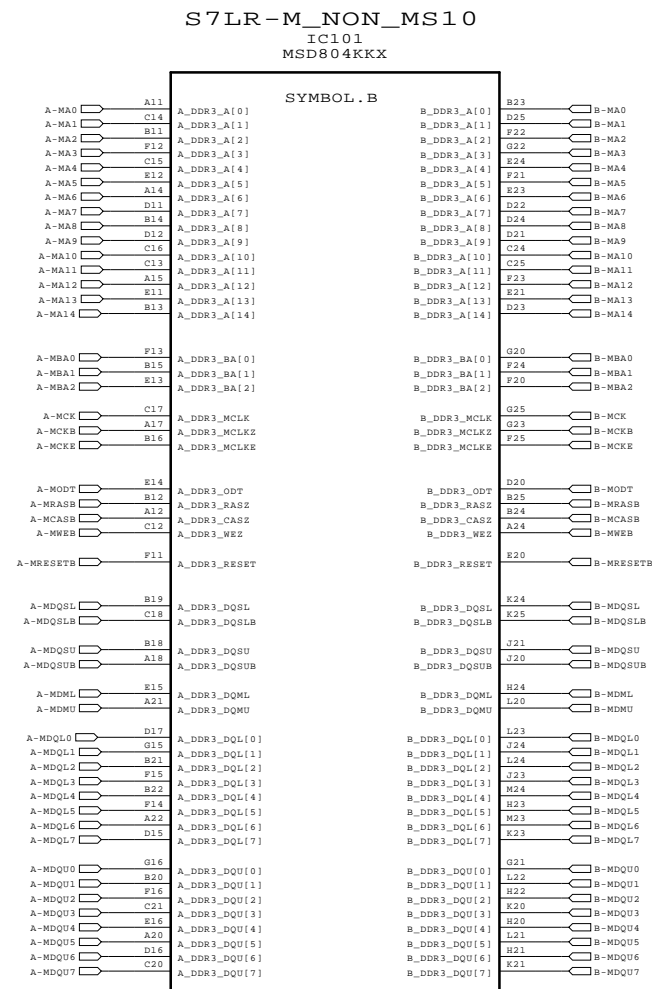 S7LR-M_NON_MS10
IC101
MSD804KKX
SYMBOL.B
A-MA0 A11 A_DDR3_A[0] B_DDR3_A[0] B23 B-MA0
A-MA1 C14 A_DDR3_A[1] B_DDR3_A[1] D25 B-MA1
A-MA2 B11 A_DDR3_A[2] B_DDR3_A[2] F22 B-MA2
A-MA3 F12 A_DDR3_A[3] B_DDR3_A[3] G22 B-MA3
A-MA4 C15 A_DDR3_A[4] B_DDR3_A[4] E24 B-MA4
A-MA5 E12 A_DDR3_A[5] B_DDR3_A[5] F21 B-MA5
A-MA6 A14 A_DDR3_A[6] B_DDR3_A[6] E23 B-MA6
A-MA7 D11 A_DDR3_A[7] B_DDR3_A[7] D22 B-MA7
A-MA8 B14 A_DDR3_A[8] B_DDR3_A[8] D24 B-MA8
A-MA9 D12 A_DDR3_A[9] B_DDR3_A[9] D21 B-MA9
A-MA10 C16 A_DDR3_A[10] B_DDR3_A[10] C24 B-MA10
A-MA11 C13 A_DDR3_A[11] B_DDR3_A[11] C25 B-MA11
A-MA12 A15 A_DDR3_A[12] B_DDR3_A[12] F23 B-MA12
A-MA13 E11 A_DDR3_A[13] B_DDR3_A[13] E21 B-MA13
A-MA14 B13 A_DDR3_A[14] B_DDR3_A[14] D23 B-MA14
A-MBA0 F13 A_DDR3_BA[0] B_DDR3_BA[0] G20 B-MBA0
A-MBA1 B15 A_DDR3_BA[1] B_DDR3_BA[1] F24 B-MBA1
A-MBA2 E13 A_DDR3_BA[2] B_DDR3_BA[2] F20 B-MBA2
A-MCK C17 A_DDR3_MCLK B_DDR3_MCLK G25 B-MCK
A-MCKB A17 A_DDR3_MCLKZ B_DDR3_MCLKZ G23 B-MCKB
A-MCKE B16 A_DDR3_MCLKE B_DDR3_MCLKE F25 B-MCKE
A-MODT E14 A_DDR3_ODT B_DDR3_ODT D20 B-MODT
A-MRASB B12 A_DDR3_RASZ B_DDR3_RASZ B25 B-MRASB
A-MCASB A12 A_DDR3_CASZ B_DDR3_CASZ B24 B-MCASB
A-MWEB C12 A_DDR3_WEZ B_DDR3_WEZ A24 B-MWEB
A-MRESETB F11 A_DDR3_RESET B_DDR3_RESET E20 B-MRESETB
A-MDQSL B19 A_DDR3_DQSL B_DDR3_DQSL K24 B-MDQSL
A-MDQSLB C18 A_DDR3_DQSLB B_DDR3_DQSLB K25 B-MDQSLB
A-MDQSU B18 A_DDR3_DQSU B_DDR3_DQSU J21 B-MDQSU
A-MDQSUB A18 A_DDR3_DQSUB B_DDR3_DQSUB J20 B-MDQSUB
A-MDML E15 A_DDR3_DQML B_DDR3_DQML H24 B-MDML
A-MDMU A21 A_DDR3_DQMU B_DDR3_DQMU L20 B-MDMU
A-MDQL0 D17 A_DDR3_DQL[0] B_DDR3_DQL[0] L23 B-MDQL0
A-MDQL1 G15 A_DDR3_DQL[1] B_DDR3_DQL[1] J24 B-MDQL1
A-MDQL2 B21 A_DDR3_DQL[2] B_DDR3_DQL[2] L24 B-MDQL2
A-MDQL3 F15 A_DDR3_DQL[3] B_DDR3_DQL[3] J23 B-MDQL3
A-MDQL4 B22 A_DDR3_DQL[4] B_DDR3_DQL[4] M24 B-MDQL4
A-MDQL5 F14 A_DDR3_DQL[5] B_DDR3_DQL[5] H23 B-MDQL5
A-MDQL6 A22 A_DDR3_DQL[6] B_DDR3_DQL[6] M23 B-MDQL6
A-MDQL7 D15 A_DDR3_DQL[7] B_DDR3_DQL[7] K23 B-MDQL7
A-MDQU0 G16 A_DDR3_DQU[0] B_DDR3_DQU[0] G21 B-MDQU0
A-MDQU1 B20 A_DDR3_DQU[1] B_DDR3_DQU[1] L22 B-MDQU1
A-MDQU2 F16 A_DDR3_DQU[2] B_DDR3_DQU[2] H22 B-MDQU2
A-MDQU3 C21 A_DDR3_DQU[3] B_DDR3_DQU[3] K20 B-MDQU3
A-MDQU4 E16 A_DDR3_DQU[4] B_DDR3_DQU[4] H20 B-MDQU4
A-MDQU5 A20 A_DDR3_DQU[5] B_DDR3_DQU[5] L21 B-MDQU5
A-MDQU6 D16 A_DDR3_DQU[6] B_DDR3_DQU[6] H21 B-MDQU6
A-MDQU7 C20 A_DDR3_DQU[7] B_DDR3_DQU[7] K21 B-MDQU7